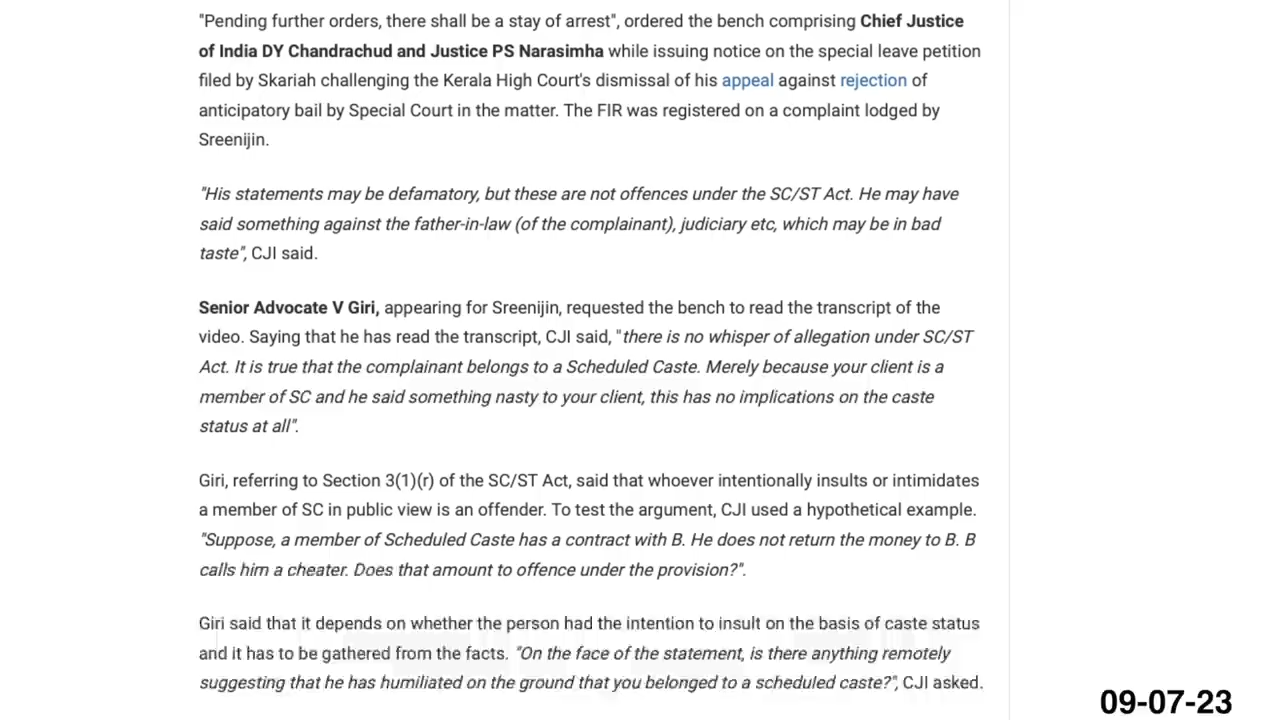 "Pending further orders, there shall be a stay of arrest", ordered the bench comprising Chief Justice
of India DY Chandrachud and Justice PS Narasimha while issuing notice on the special leave petition
filed by Skariah challenging the Kerala High Court's dismissal of his appeal against rejection of
anticipatory bail by Special Court in the matter. The FIR was registered on a complaint lodged by
Sreenijin.
"His statements may be defamatory, but these are not offences under the SC/ST Act. He may have
said something against the father-in-law (of the complainant), judiciary etc, which may be in bad
taste", CJI said.
Senior Advocate V Giri, appearing for Sreenijin, requested the bench to read the transcript of the
video. Saying that he has read the transcript, CJI said, "there is no whisper of allegation under SC/ST
Act. It is true that the complainant belongs to a Scheduled Caste. Merely because your client is a
member of SC and he said something nasty to your client, this has no implications on the caste
status at all".
Giri, referring to Section 3(1)(r) of the SC/ST Act, said that whoever intentionally insults or intimidates
a member of SC in public view is an offender. To test the argument, CJI used a hypothetical example.
"Suppose, a member of Scheduled Caste has a contract with B. He does not return the money to B. B
calls him a cheater. Does that amount to offence under the provision?".
Giri said that it depends on whether the person had the intention to insult on the basis of caste status
and it has to be gathered from the facts. "On the face of the statement, is there anything remotely
suggesting that he has humiliated on the ground that you belonged to a scheduled caste?", CJI asked.
09-07-23